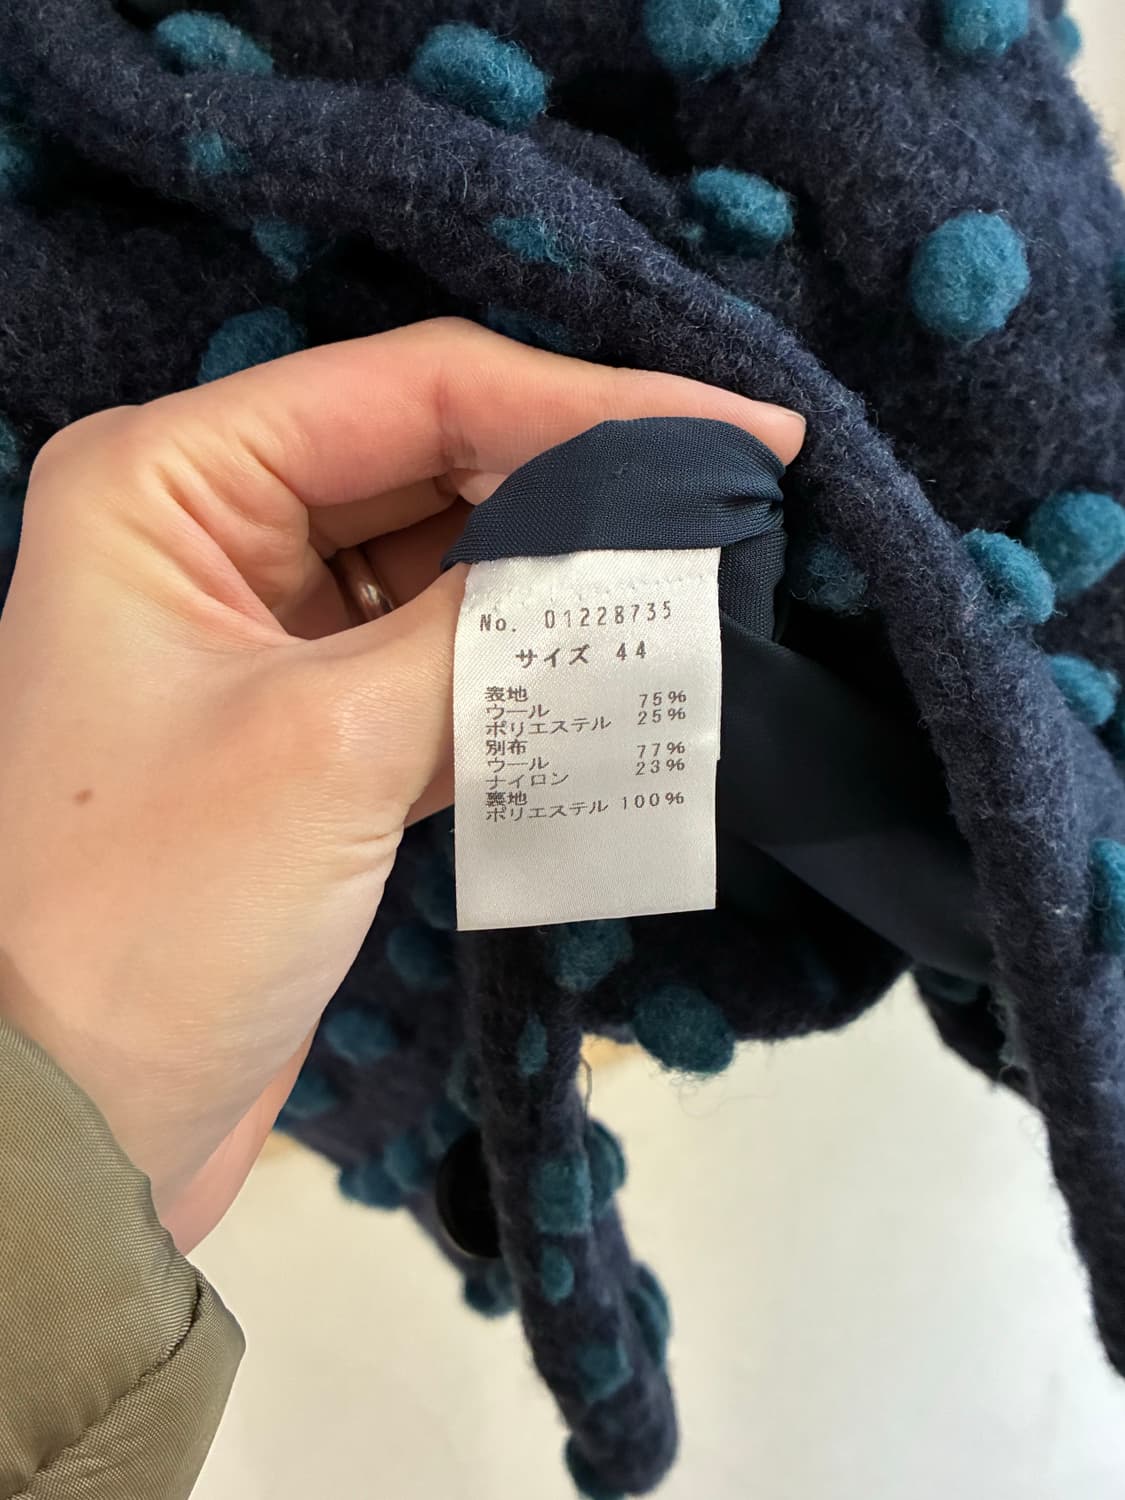 No. 01228735
サイズ 44
表地
ウール 75%
ポリエステル 25%
別布
ウール 77%
ナイロン 23%
裏地
ポリエステル 100%